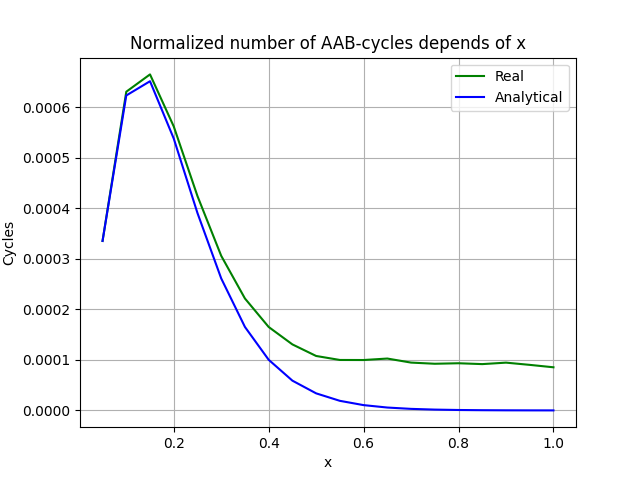 Normalized number of AAB-cycles depends of x
Real
Analytical
Cycles
0.0006
0.0005
0.0004
0.0003
0.0002
0.0001
0.0000
0.2 0.4 0.6 0.8 1.0
x